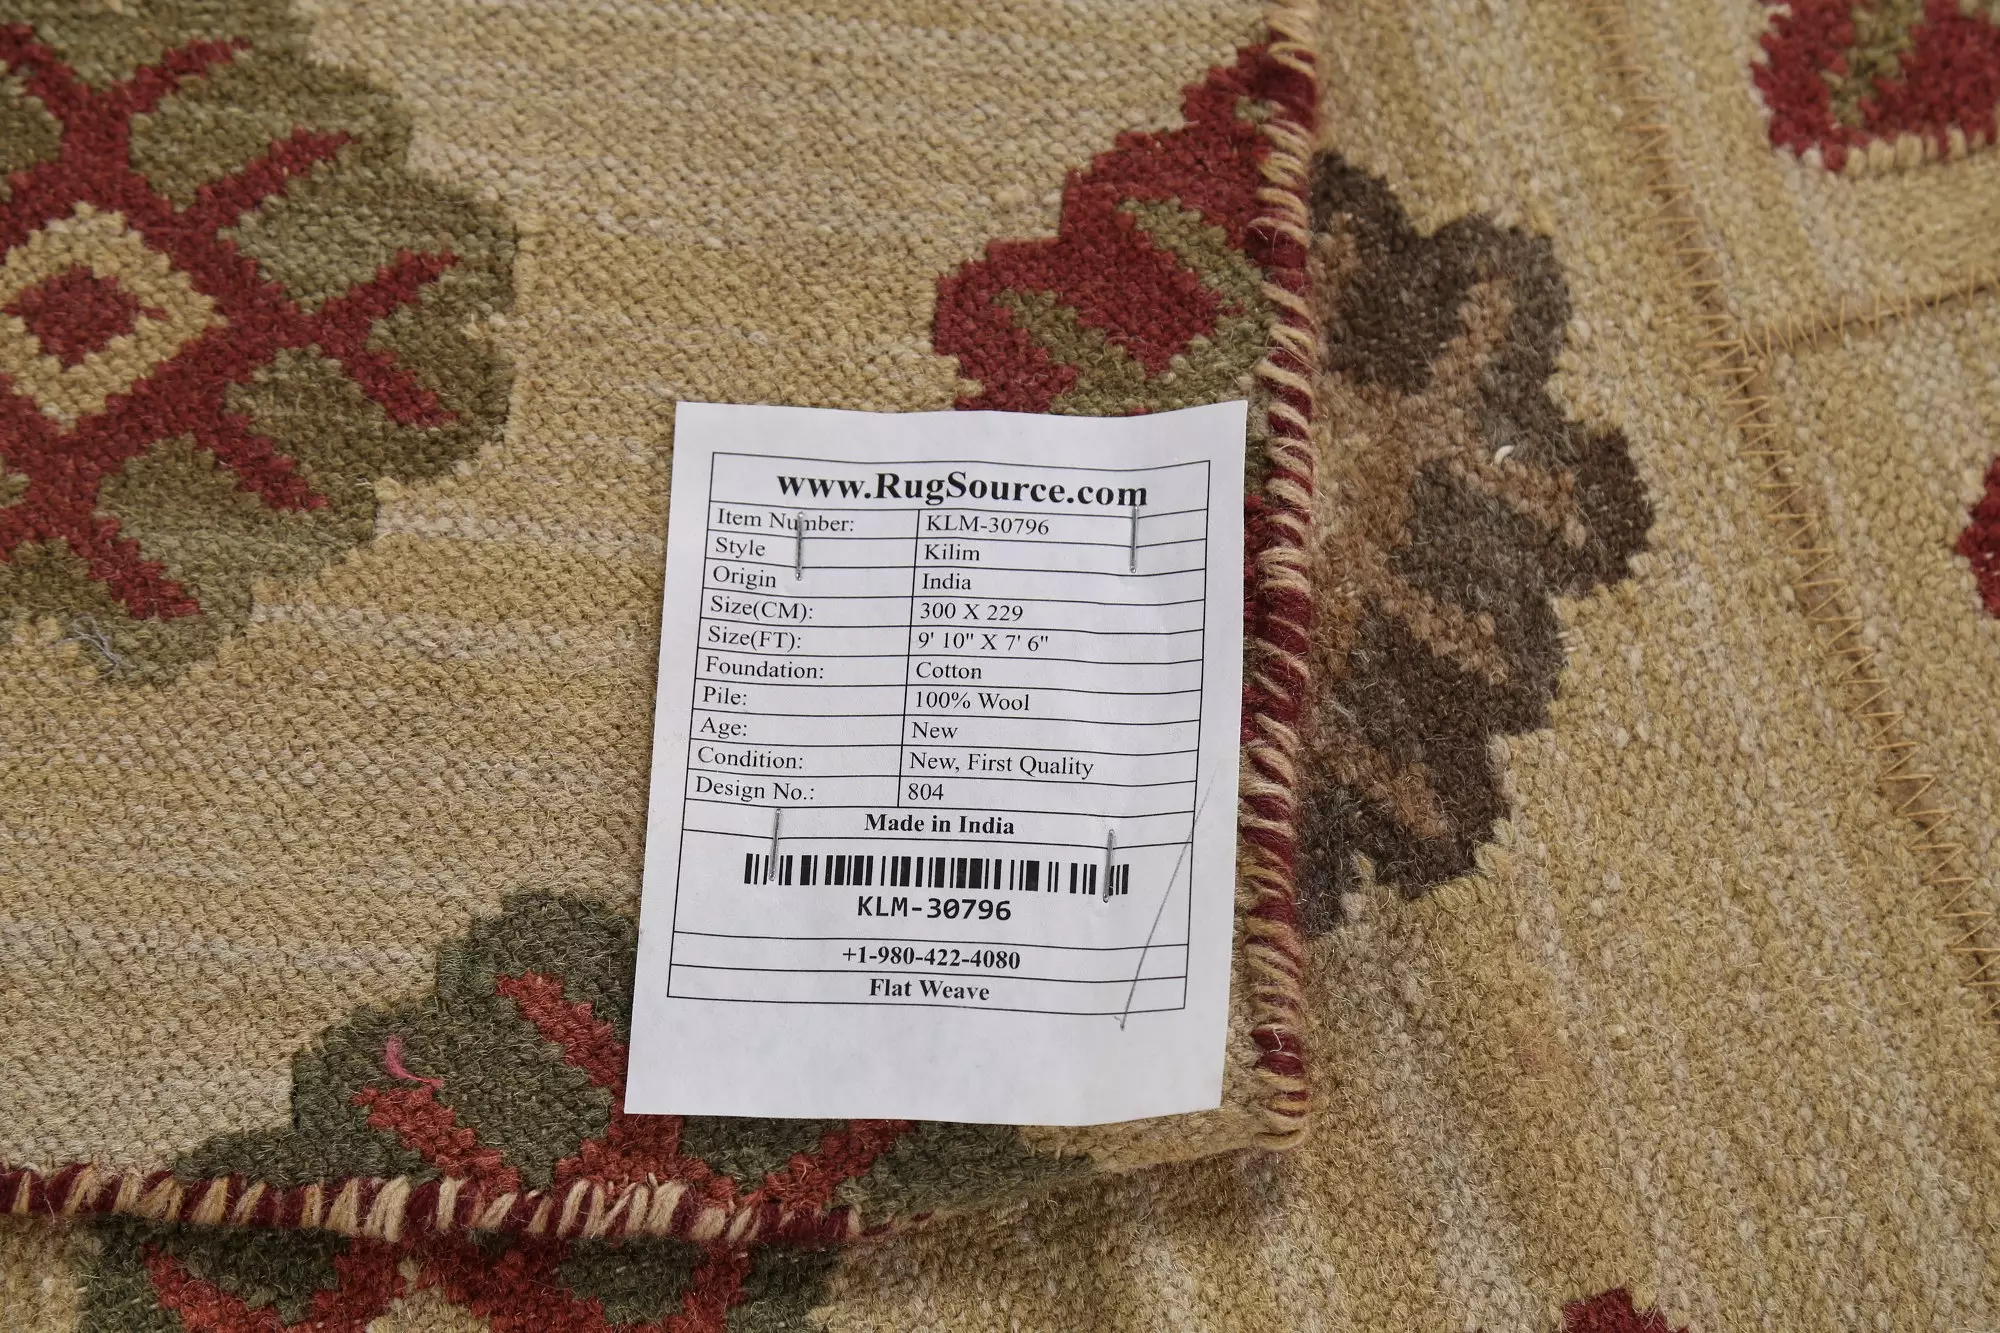 www.RugSource.com
Item Number: KLM-30796
Style Kilim
Origin India
Size(CM): 300 X 229
Size(FT): 9' 10" X 7' 6"
Foundation: Cotton
Pile: 100% Wool
Age: New
Condition: New, First Quality
Design No.: 804
Made in India
KLM-30796
+1-980-422-4080
Flat Weave